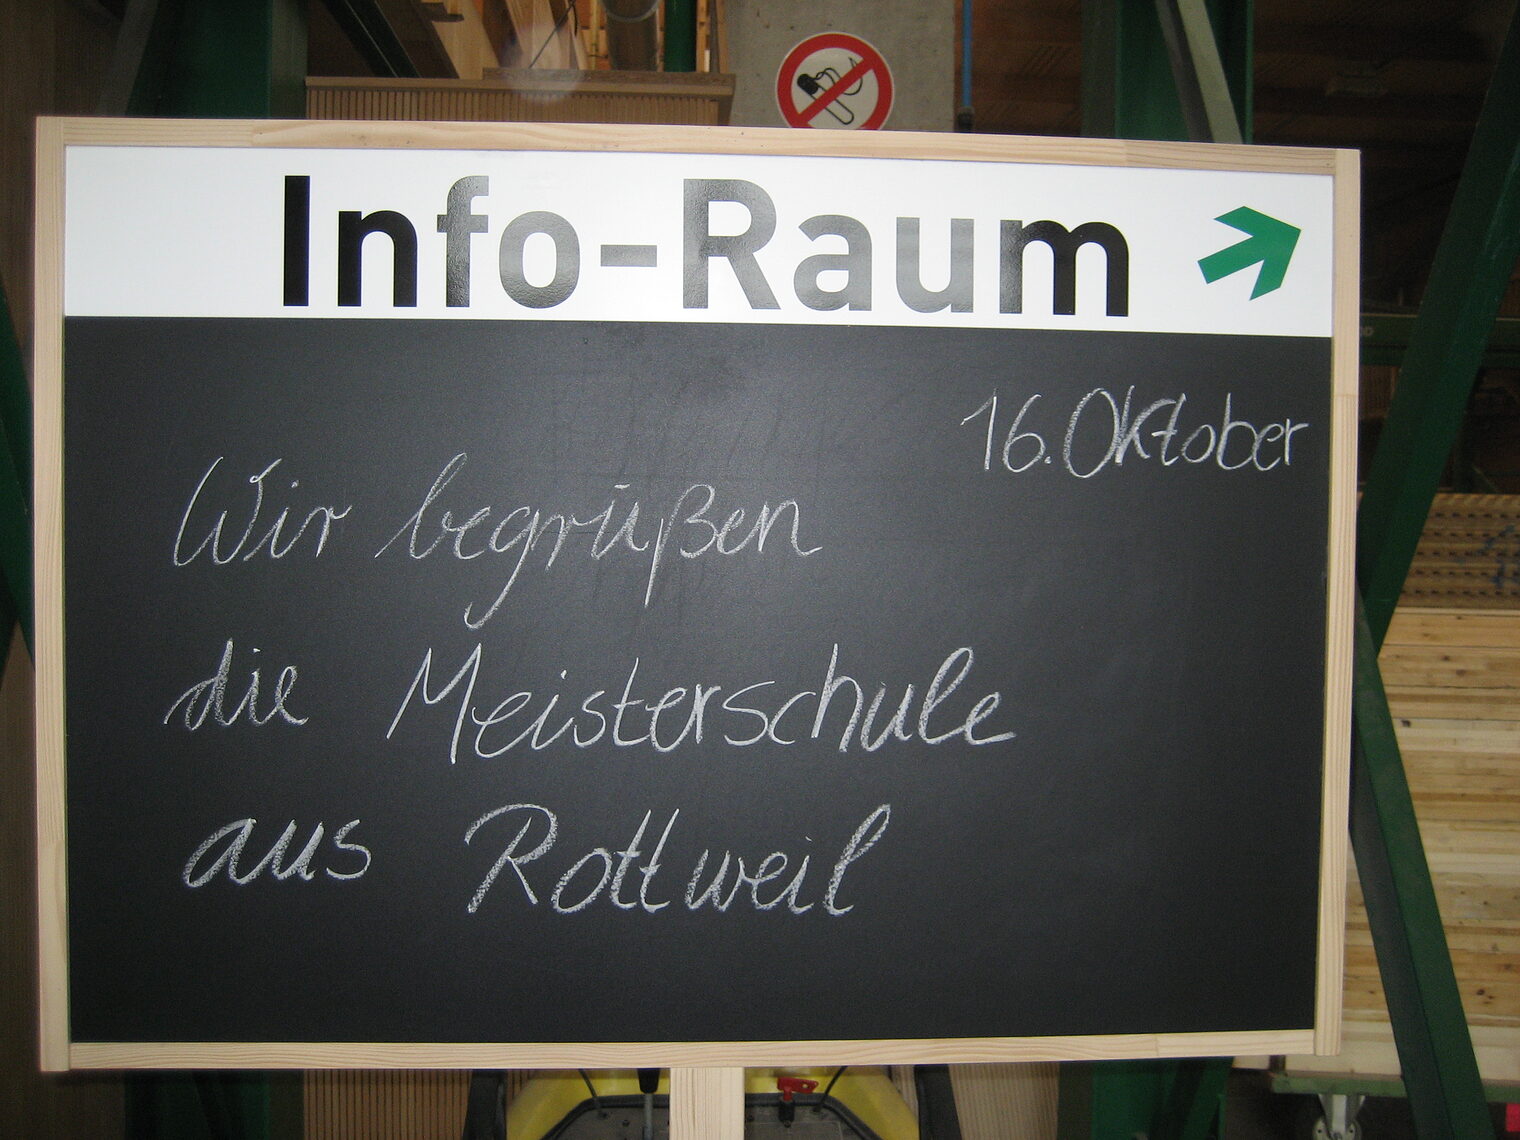 Info-Raum
16. Oktober
Wir begrüßen
die Meisterschule
aus Rottweil